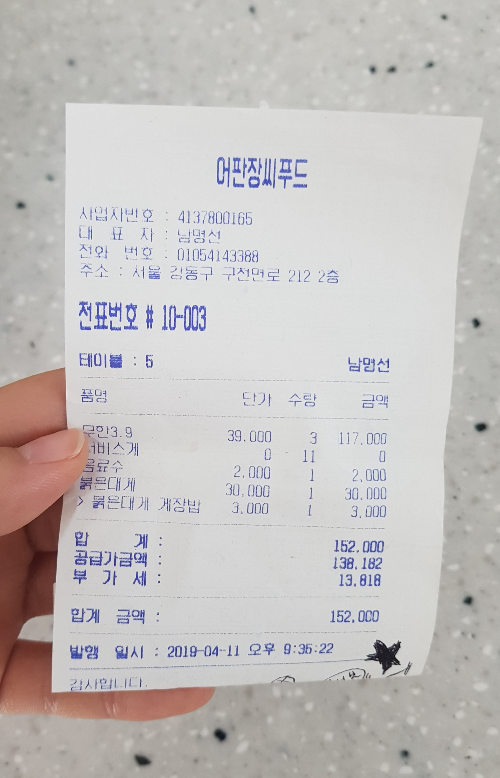 어판장씨푸드
사업자번호 : 4137800165
대 표 자 : 남명선
전화 번호 : 01054143388
주소 : 서울 강동구 구천면로 212 2층
전표번호 # 10-003
테이블 : 5 남명선
품명 단가 수량 금액
무한3.9 39,000 3 117,000
서비스게 0 11 0
음료수 2,000 1 2,000
붉은대게 30,000 1 30,000
> 붉은대게 게장밥 3,000 1 3,000
합 계 : 152,000
공급가금액 : 138,182
부 가 세 : 13,818
합계 금액 : 152,000
발행 일시 : 2019-04-11 오후 9:35:22
감사합니다.